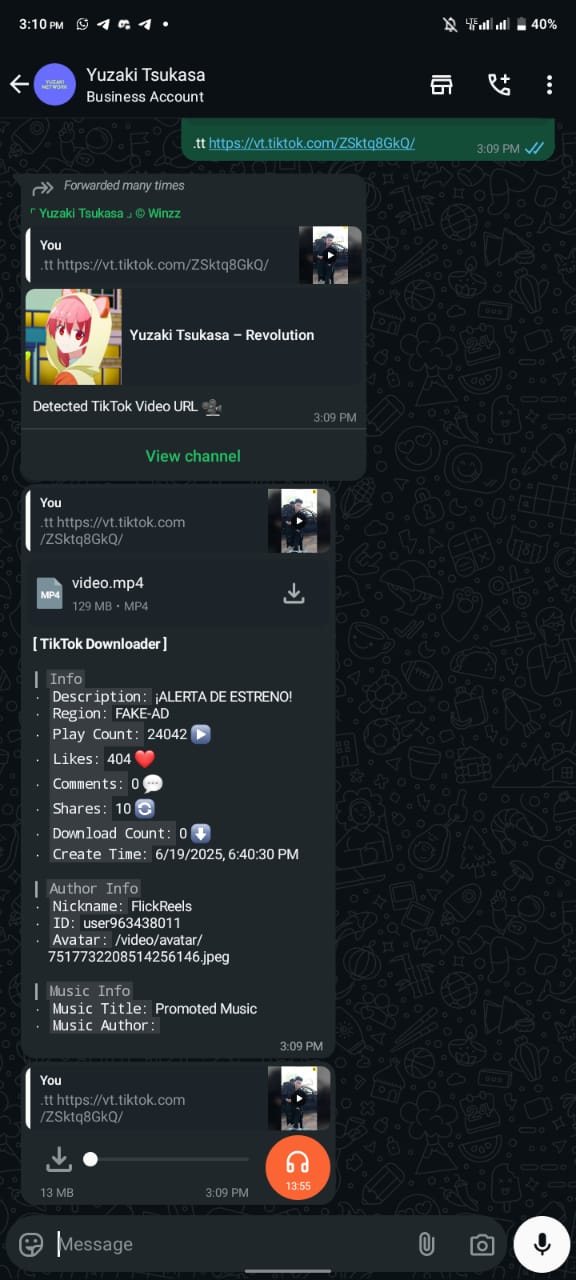 3:10 PM
LTE
40%
YUZAKI
NETWORK
Yuzaki Tsukasa
Business Account
.tt https://vt.tiktok.com/ZSktq8GkQ/
3:09 PM
Forwarded many times
「 Yuzaki Tsukasa 」 © Winzz
You
.tt https://vt.tiktok.com/ZSktq8GkQ/
Yuzaki Tsukasa – Revolution
Detected TikTok Video URL 📽️
3:09 PM
View channel
You
.tt https://vt.tiktok.com
/ZSktq8GkQ/
MP4
video.mp4
129 MB • MP4
[ TikTok Downloader ]
| Info
· Description: ¡ALERTA DE ESTRENO!
· Region: FAKE-AD
· Play Count: 24042 ▶️
· Likes: 404 ❤️
· Comments: 0 💬
· Shares: 10 🔄
· Download Count: 0 ⬇️
· Create Time: 6/19/2025, 6:40:30 PM
| Author Info
· Nickname: FlickReels
· ID: user963438011
· Avatar: /video/avatar/
7517732208514256146.jpeg
| Music Info
· Music Title: Promoted Music
· Music Author:
3:09 PM
You
.tt https://vt.tiktok.com
/ZSktq8GkQ/
13:55
13 MB
3:09 PM
Message